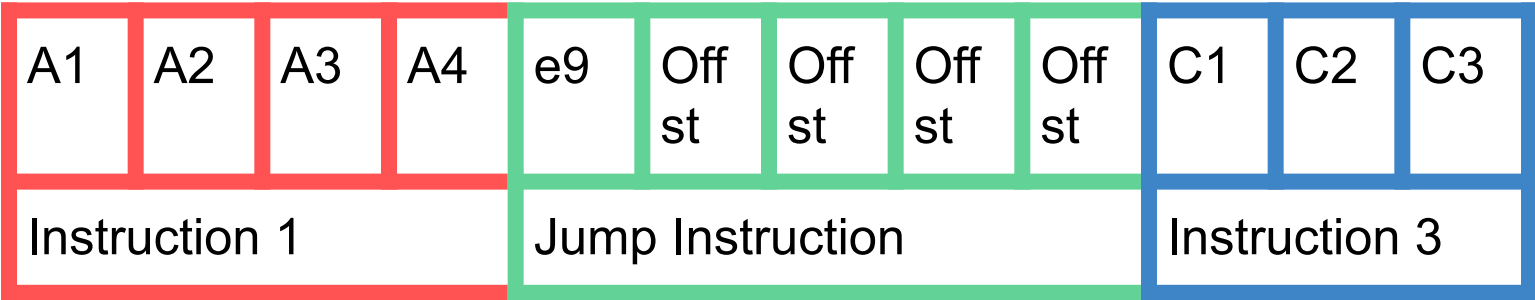 A1 A2 A3 A4 e9 Off Off Off Off C1 C2 C3
st st st st
Instruction 1 Jump Instruction Instruction 3